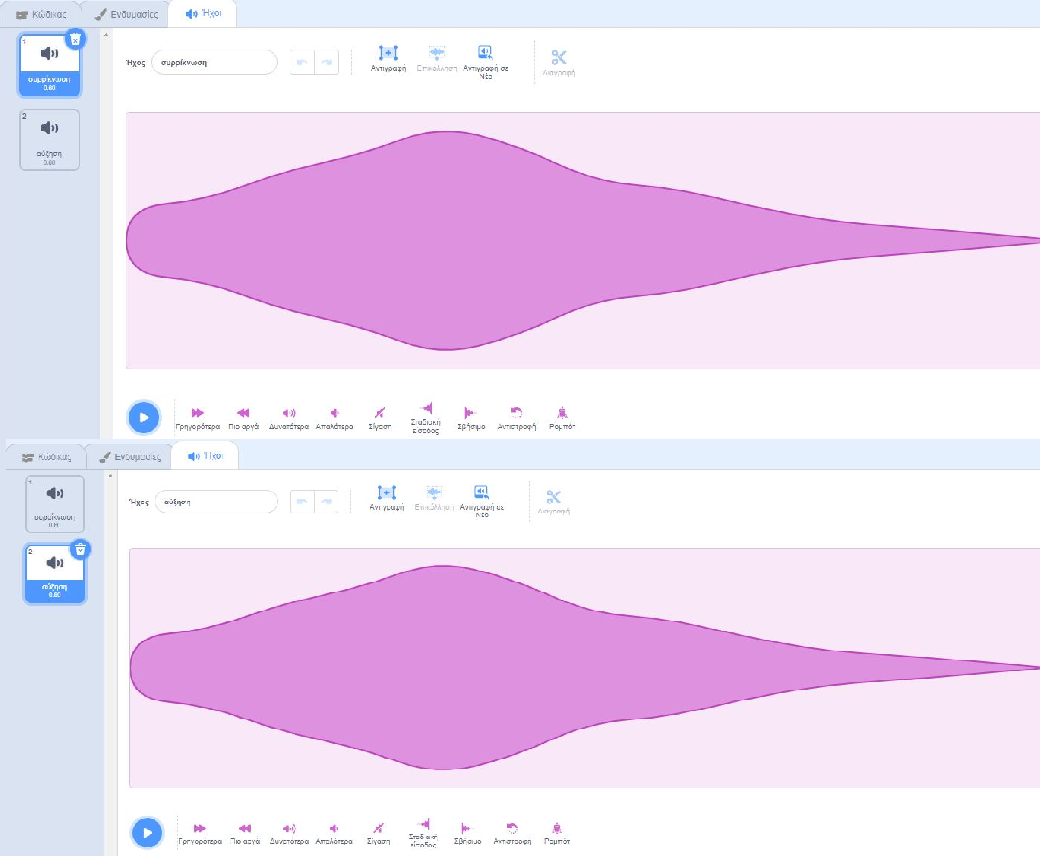 Κώδικας Ενδυμασίες Ήχοι
1
συρρίκνωση
0.60
2
αύξηση
0.60
Ήχος συρρίκνωση
Αντιγραφή Επικόλληση Αντιγραφή σε Νέο Διαγραφή
Γρηγορότερα Πιο αργά Δυνατότερα Απαλότερα Σίγαση Σταδιακή είσοδος Σβήσιμο Αντιστροφή Ρομπότ
Κώδικας Ενδυμασίες Ήχοι
1
συρρίκνωση
0.60
2
αύξηση
0.60
Ήχος αύξηση
Αντιγραφή Επικόλληση Αντιγραφή σε Νέο Διαγραφή
Γρηγορότερα Πιο αργά Δυνατότερα Απαλότερα Σίγαση Σταδιακή είσοδος Σβήσιμο Αντιστροφή Ρομπότ